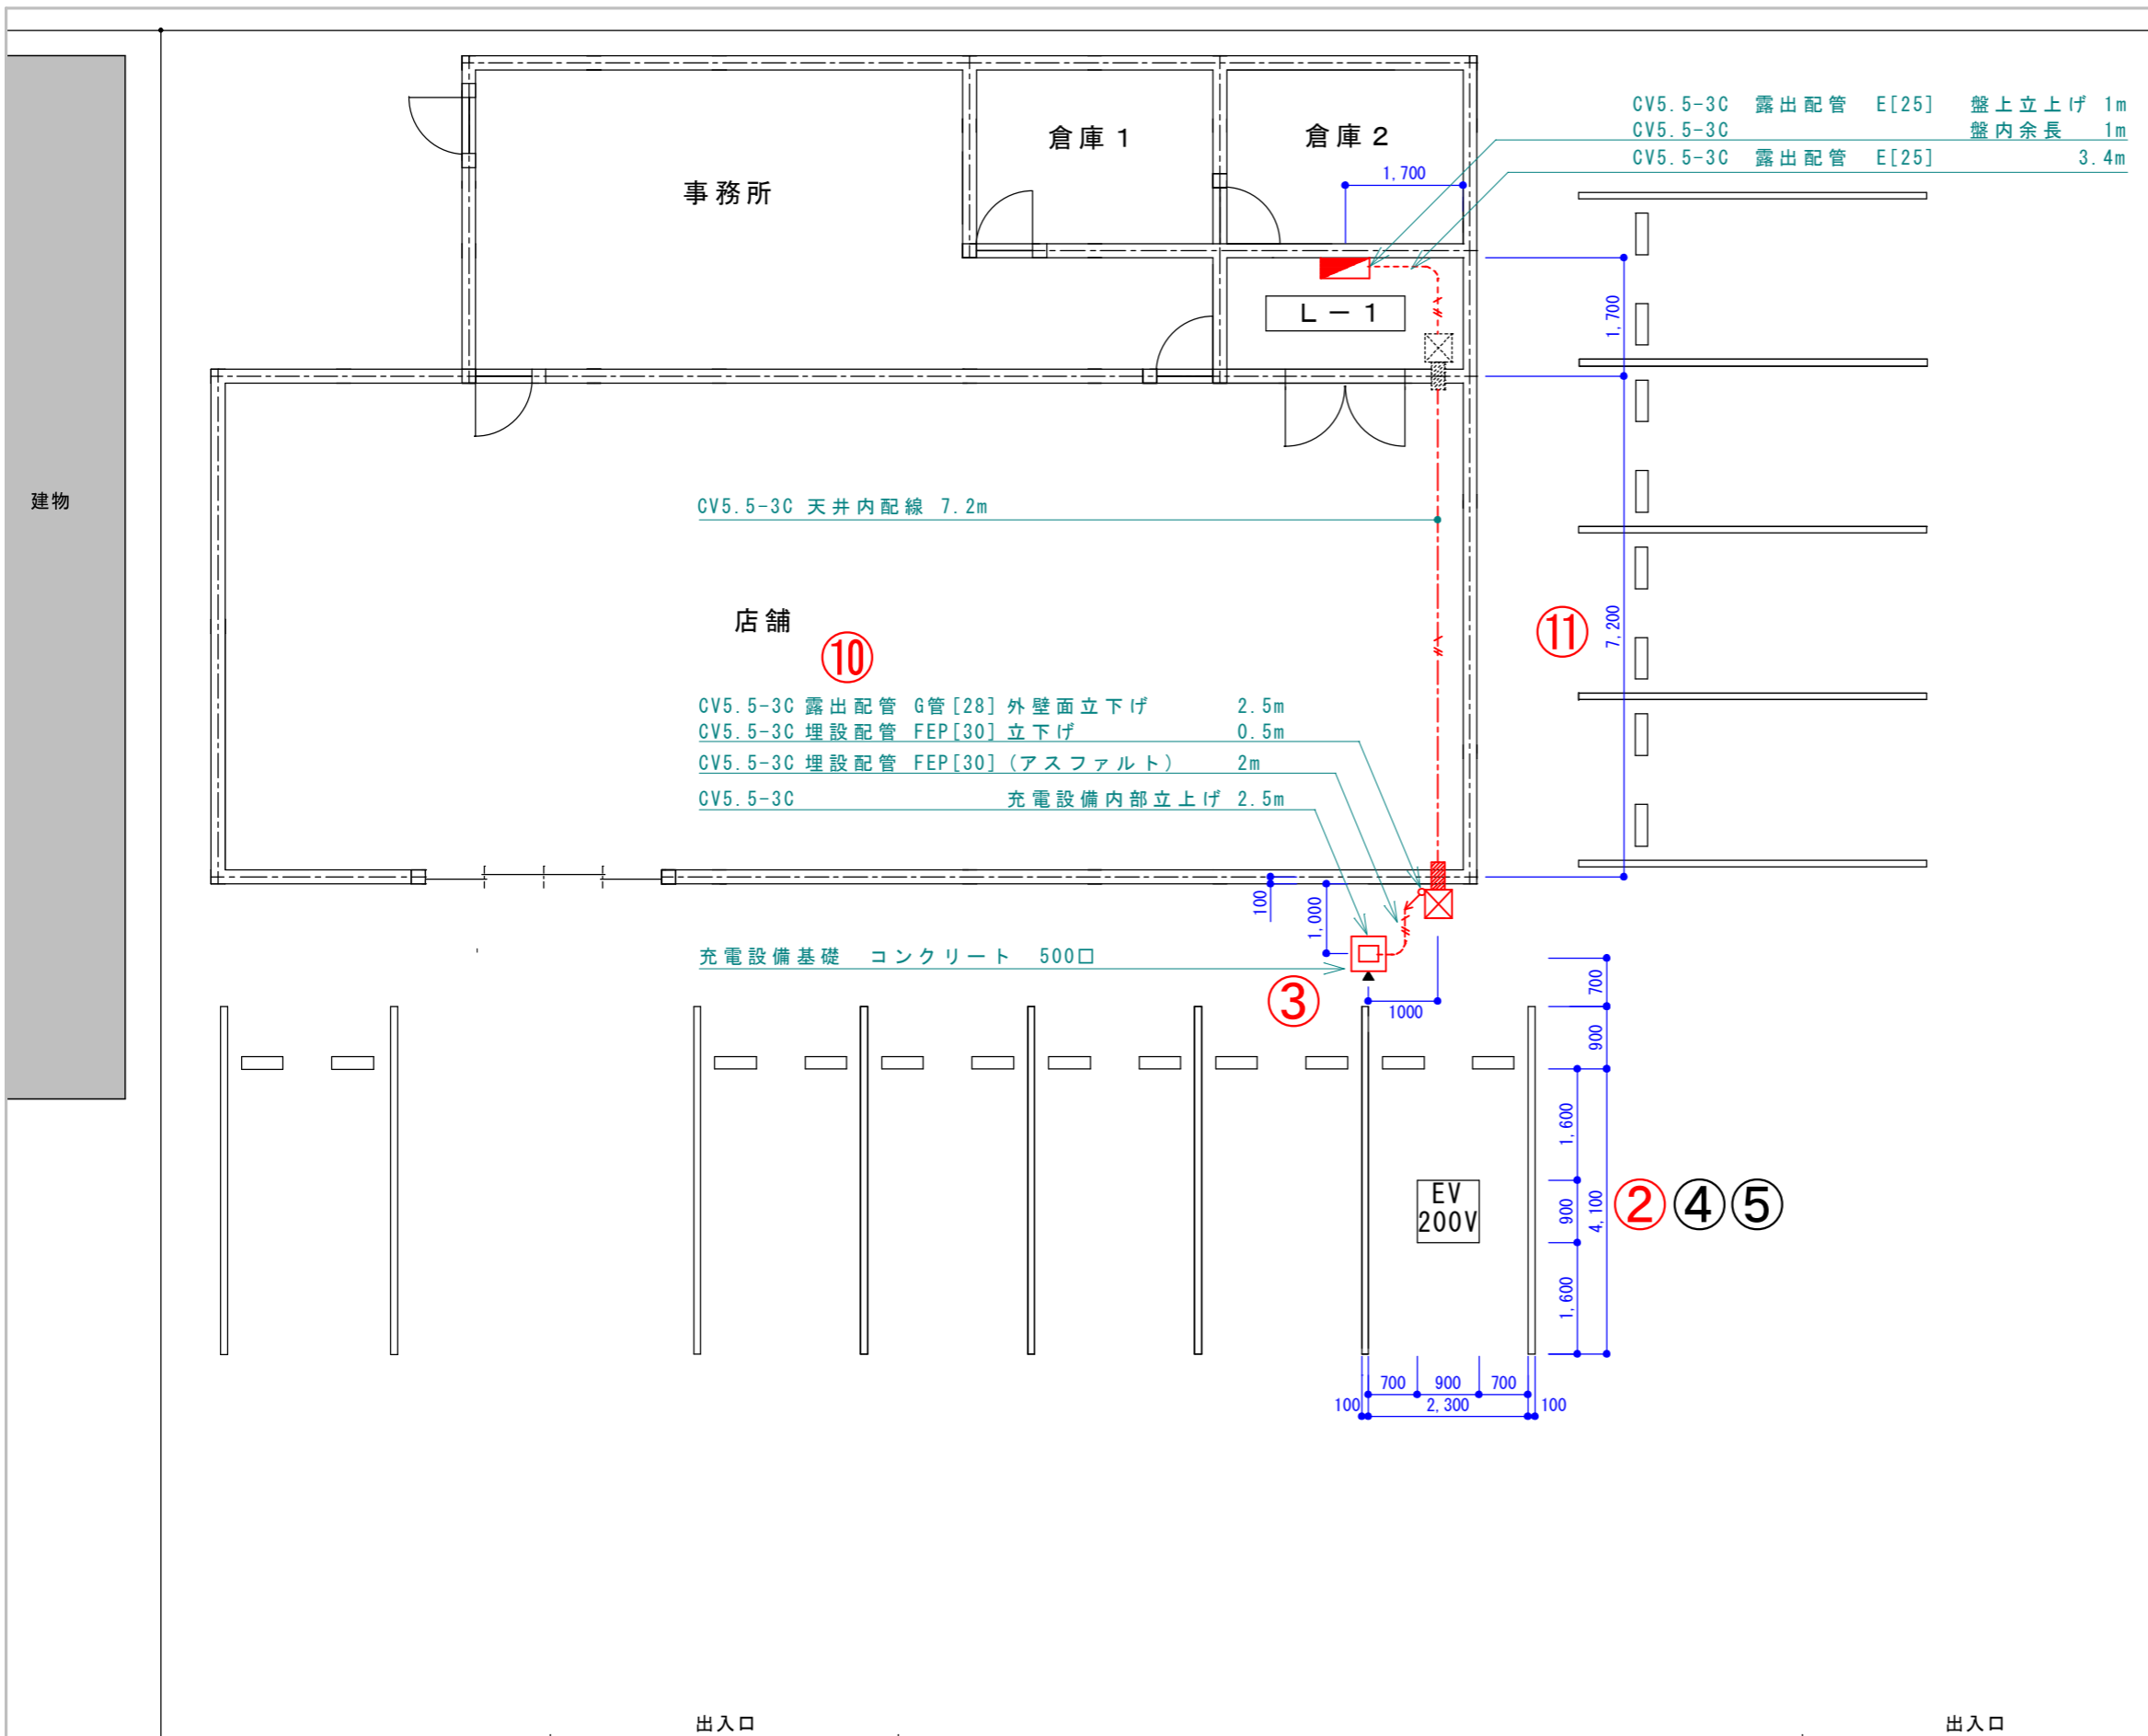 CV5.5-3C 露出配管 E[25] 盤上立上げ 1m
CV5.5-3C 盤内余長 1m
CV5.5-3C 露出配管 E[25] 3.4m
倉庫1
倉庫2
事務所
1,700
L－1
1,700
建物
CV5.5-3C 天井内配線 7.2m
店舗
⑩
⑪
7,200
CV5.5-3C 露出配管 G管[28] 外壁面立下げ 2.5m
CV5.5-3C 埋設配管 FEP[30] 立下げ 0.5m
CV5.5-3C 埋設配管 FEP[30](アスファルト) 2m
CV5.5-3C 充電設備内部立上げ 2.5m
100
1,000
充電設備基礎 コンクリート 500□
③
1000
700
900
1,600
EV
200V
900
4,100
②④⑤
1,600
700 900 700
100 2,300 100
出入口
出入口